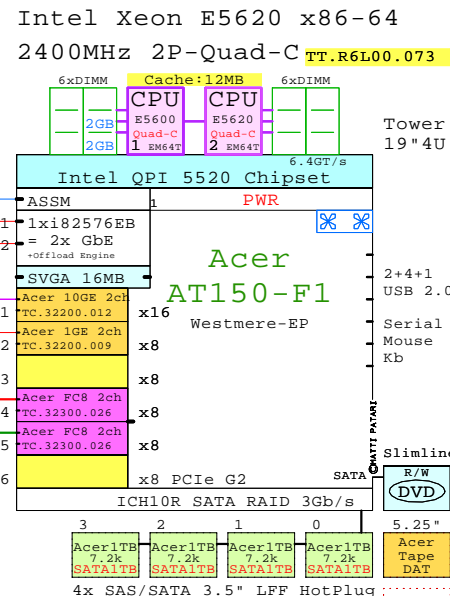 Intel Xeon E5620 x86-64
2400MHz 2P-Quad-C TT.R6L00.073
6xDIMM Cache:12MB 6xDIMM
CPU CPU
E5600 E5620
2GB Quad-C Quad-C
2GB 1 EM64T 2 EM64T
Tower
19"4U
6.4GT/s
Intel QPI 5520 Chipset
ASSM 1 PWR
1 1xi82576EB
2 = 2x GbE
+Offload Engine
SVGA 16MB
Acer
AT150-F1
Westmere-EP
2+4+1
USB 2.0
Serial
Mouse
Kb
Acer 10GE 2ch
1 TC.32200.012 x16
Acer 1GE 2ch
2 TC.32200.009 x8
3 x8
Acer FC8 2ch
4 TC.32300.026 x8
Acer FC8 2ch
5 TC.32300.026 x8
6 x8 PCIe G2 SATA
©MATTI PATARI
Slimline
R/W
DVD
ICH10R SATA RAID 3Gb/s
3 2 1 0 5.25"
Acer1TB Acer1TB Acer1TB Acer1TB
7.2k 7.2k 7.2k 7.2k
SATA1TB SATA1TB SATA1TB SATA1TB
Acer
Tape
DAT
4x SAS/SATA 3.5" LFF HotPlug